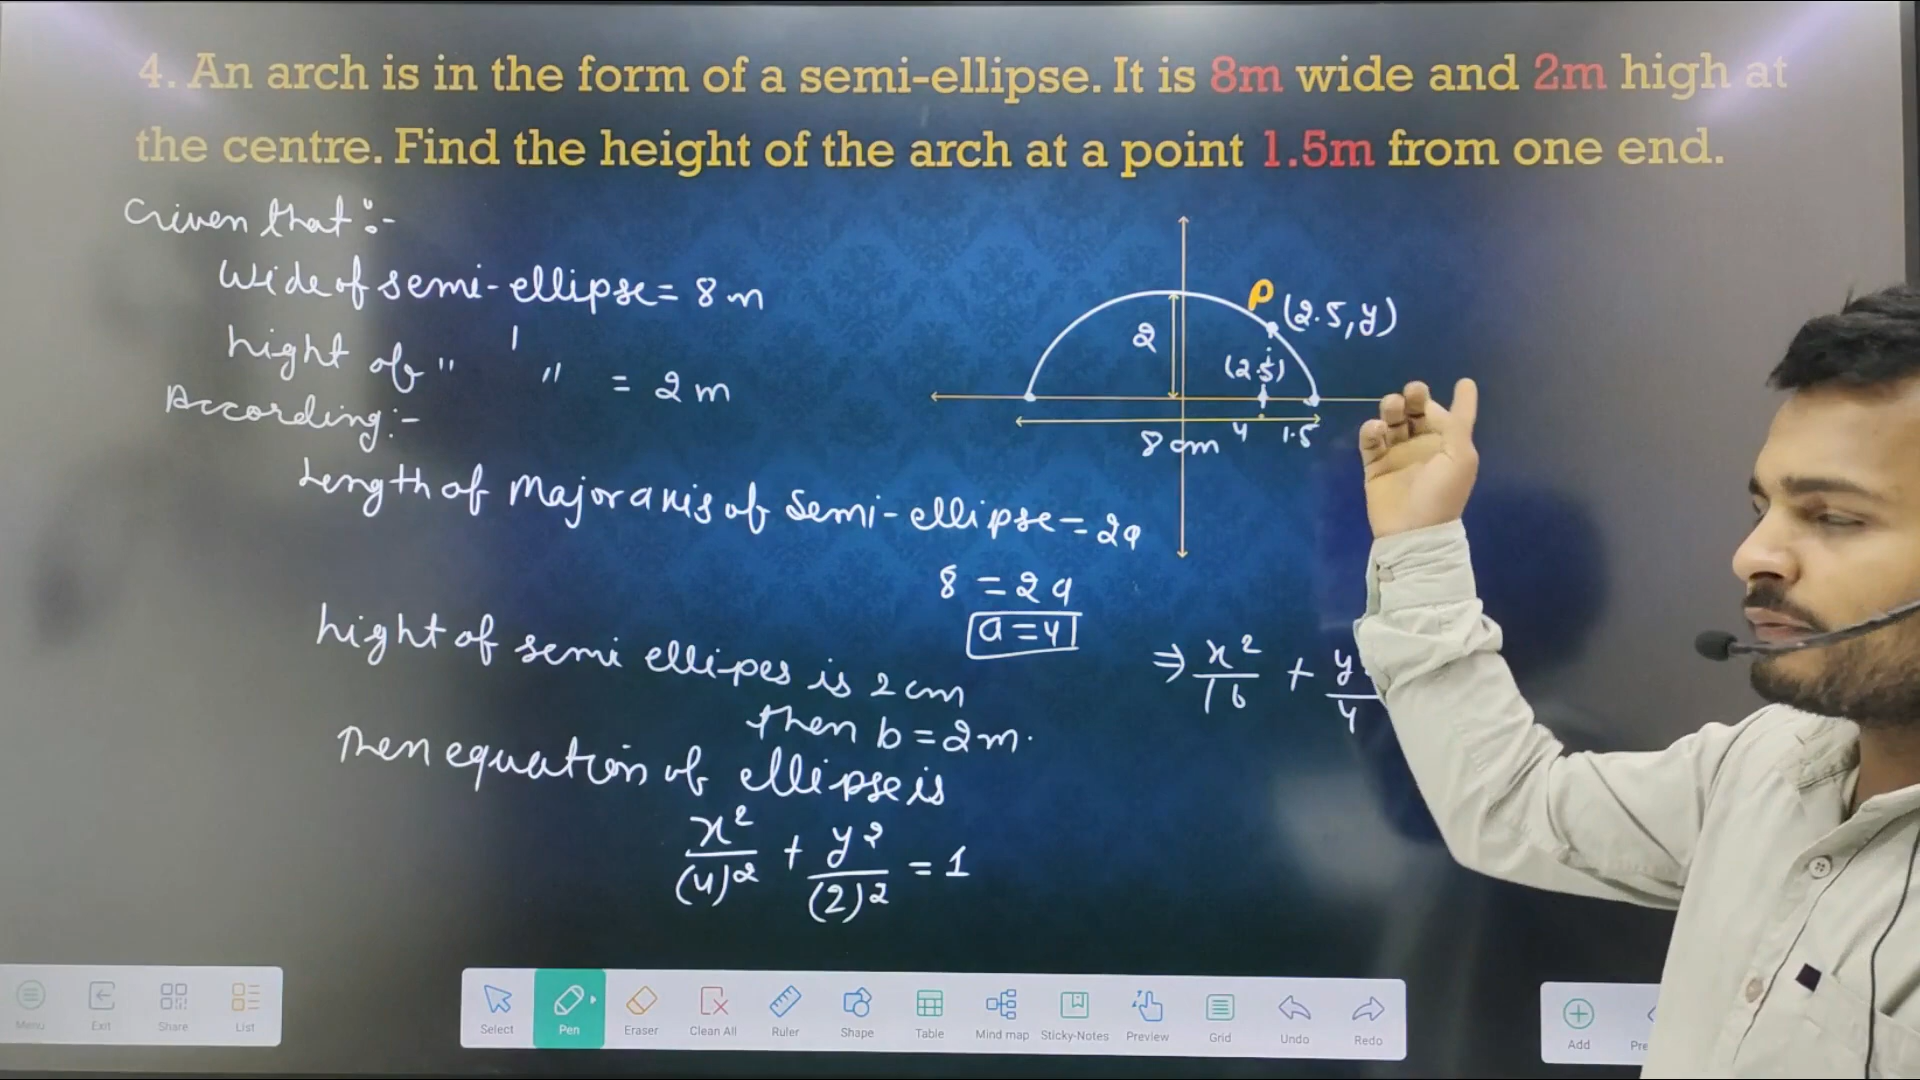 4. An arch is in the form of a semi-ellipse. It is 8m wide and 2m high at
the centre. Find the height of the arch at a point 1.5m from one end.
Given that :-
Wide of semi-ellipse = 8 m
hight of " " = 2 m
According :-
Length of Major axis of Semi-ellipse = 2a
8 = 2a
a = 4
hight of semi ellipes is 2 cm
then b = 2m.
Then equation of ellipse is
x²/(4)² + y²/(2)² = 1
P (2.5, y)
2
(2.5)
8 cm
4
1.5
⇒ x²/16 + y/4
Menu
Exit
Share
List
Select
Pen
Eraser
Clean All
Ruler
Shape
Table
Mind map
Sticky-Notes
Preview
Grid
Undo
Redo
Add
Pre